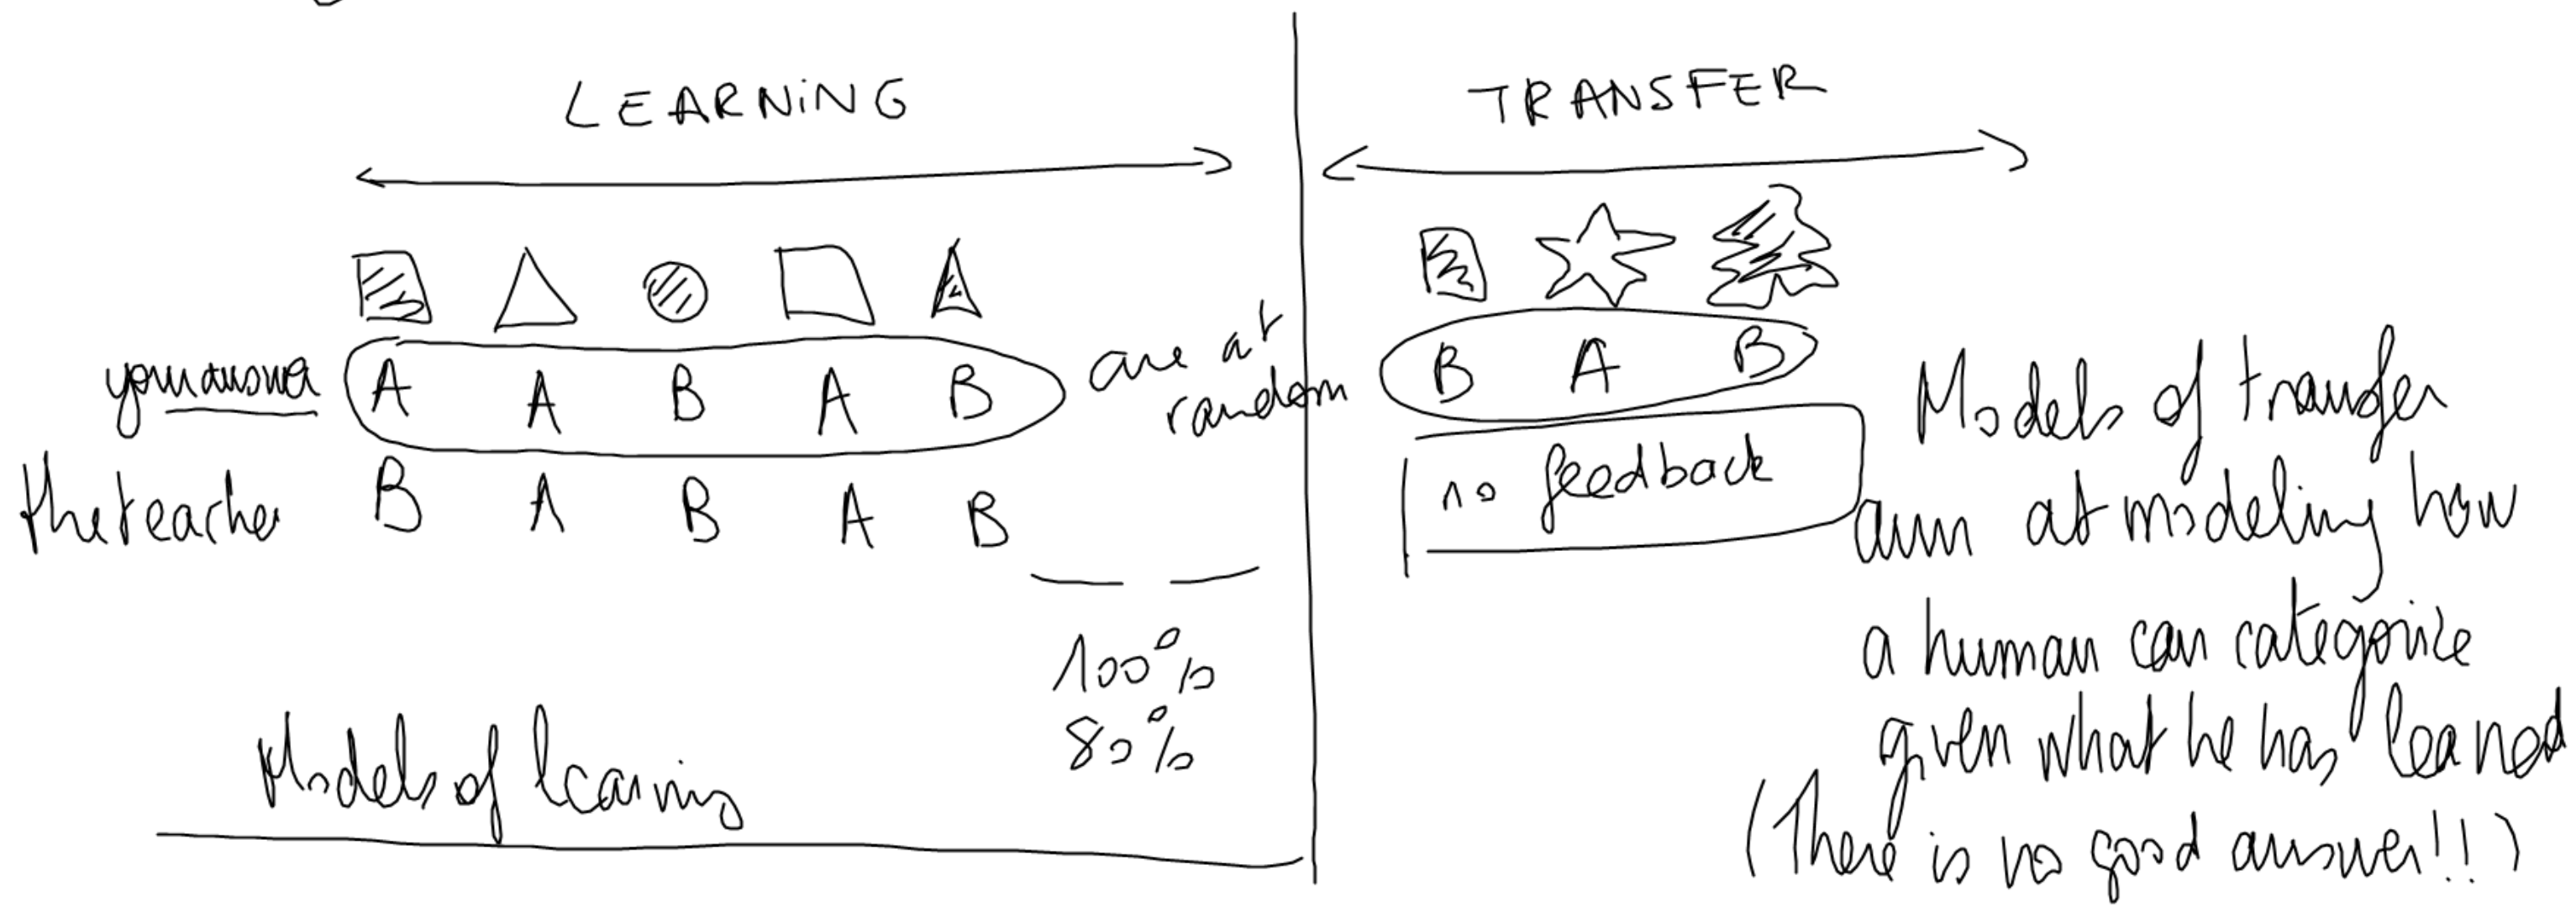 LEARNING
your answer A A B A B are at random
the teacher B A B A B
100%
80%
Models of learning
TRANSFER
B A B
no feedback
Models of transfer
aim at modeling how
a human can categorize
given what he has learned
(There is no good answer!!)